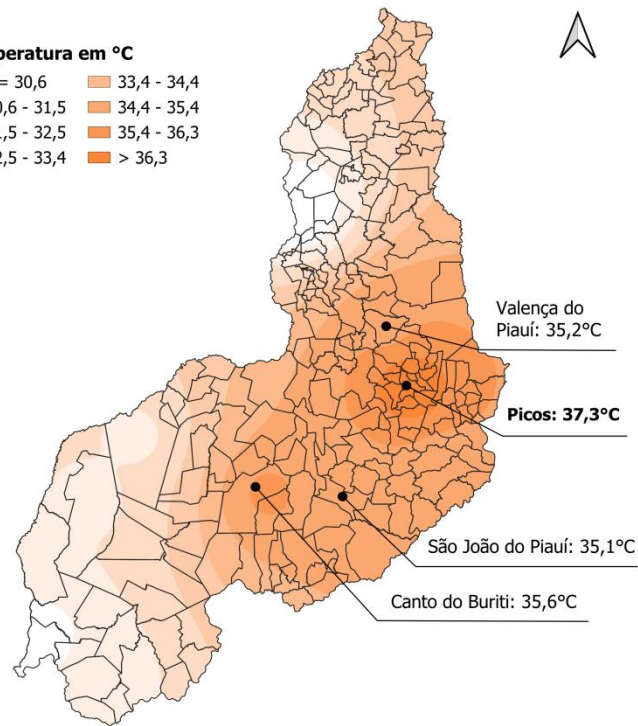 peratura em °C
= 30,6
0,6 - 31,5
1,5 - 32,5
2,5 - 33,4
33,4 - 34,4
34,4 - 35,4
35,4 - 36,3
> 36,3
Valença do
Piauí: 35,2°C
Picos: 37,3°C
São João do Piauí: 35,1°C
Canto do Buriti: 35,6°C